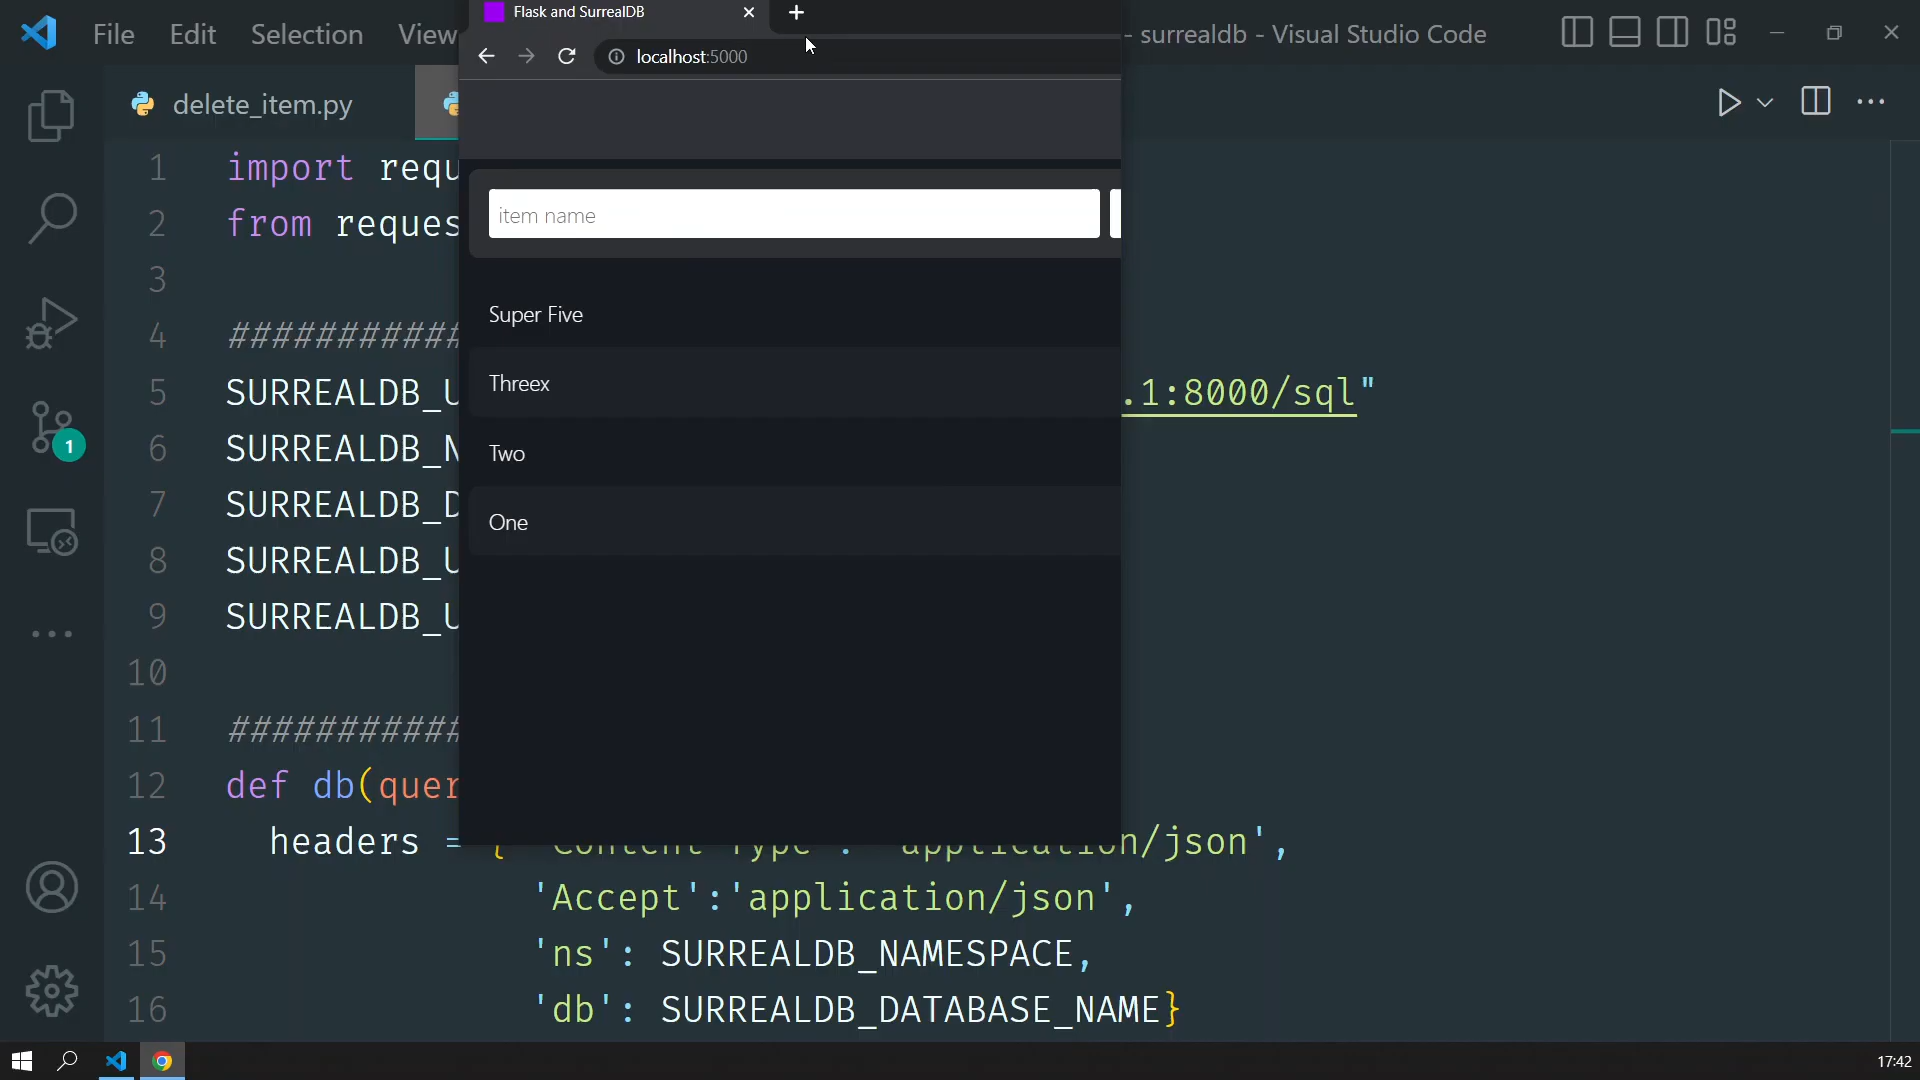 Flask and SurrealDB
File Edit Selection View
- surrealdb - Visual Studio Code
localhost:5000
delete_item.py
1 import requ
2 from reques
item name
3
Super Five
4 ###########
Threex
5 SURREALDB_U .1:8000/sql"
1
6 SURREALDB_N
Two
7 SURREALDB_D
One
8 SURREALDB_U
9 SURREALDB_U
10
11 ###########
12 def db(quer
13 headers = { 'Content-Type': 'application/json',
14 'Accept':'application/json',
15 'ns': SURREALDB_NAMESPACE,
16 'db': SURREALDB_DATABASE_NAME}
17:42